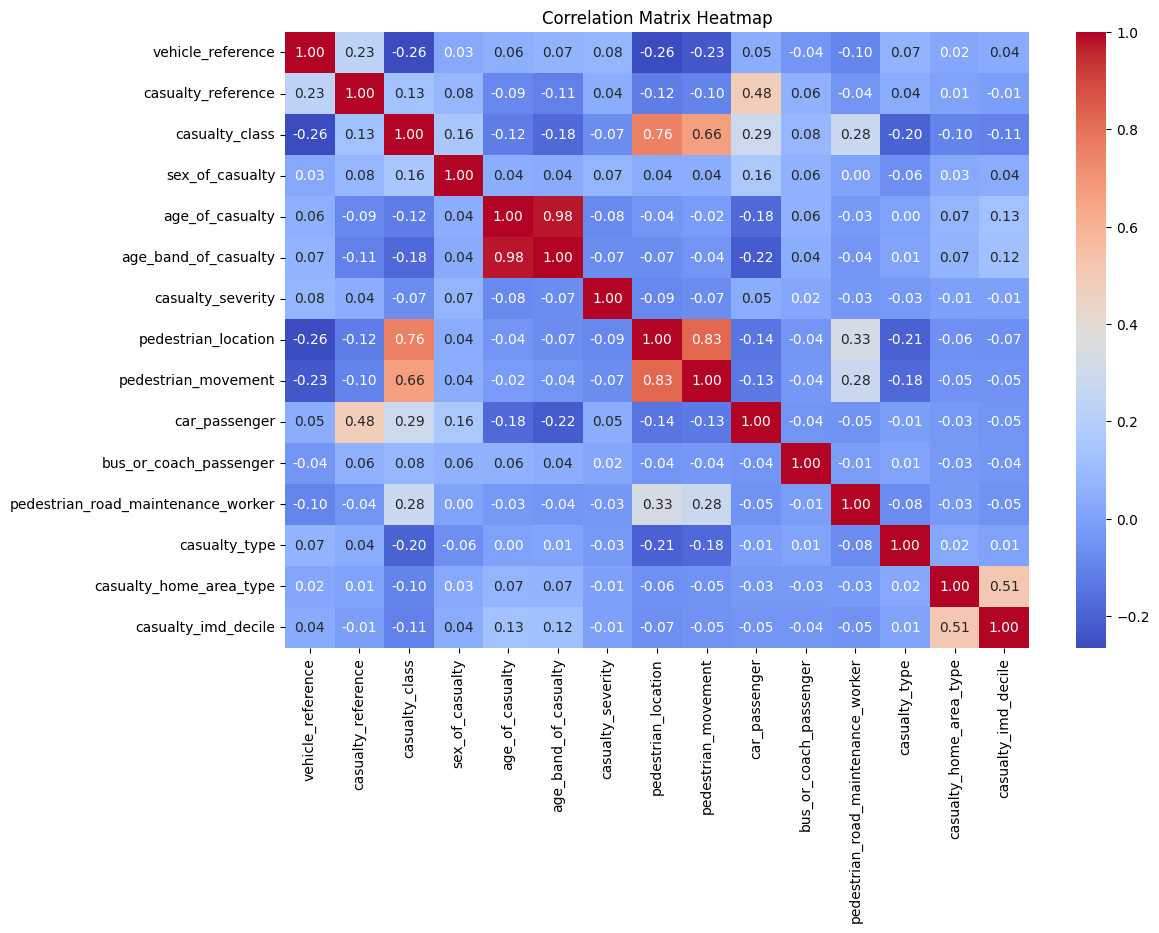 Correlation Matrix Heatmap
vehicle_reference 1.00 0.23 -0.26 0.03 0.06 0.07 0.08 -0.26 -0.23 0.05 -0.04 -0.10 0.07 0.02 0.04
casualty_reference 0.23 1.00 0.13 0.08 -0.09 -0.11 0.04 -0.12 -0.10 0.48 0.06 -0.04 0.04 0.01 -0.01
casualty_class -0.26 0.13 1.00 0.16 -0.12 -0.18 -0.07 0.76 0.66 0.29 0.08 0.28 -0.20 -0.10 -0.11
sex_of_casualty 0.03 0.08 0.16 1.00 0.04 0.04 0.07 0.04 0.04 0.16 0.06 0.00 -0.06 0.03 0.04
age_of_casualty 0.06 -0.09 -0.12 0.04 1.00 0.98 -0.08 -0.04 -0.02 -0.18 0.06 -0.03 0.00 0.07 0.13
age_band_of_casualty 0.07 -0.11 -0.18 0.04 0.98 1.00 -0.07 -0.07 -0.04 -0.22 0.04 -0.04 0.01 0.07 0.12
casualty_severity 0.08 0.04 -0.07 0.07 -0.08 -0.07 1.00 -0.09 -0.07 0.05 0.02 -0.03 -0.03 -0.01 -0.01
pedestrian_location -0.26 -0.12 0.76 0.04 -0.04 -0.07 -0.09 1.00 0.83 -0.14 -0.04 0.33 -0.21 -0.06 -0.07
pedestrian_movement -0.23 -0.10 0.66 0.04 -0.02 -0.04 -0.07 0.83 1.00 -0.13 -0.04 0.28 -0.18 -0.05 -0.05
car_passenger 0.05 0.48 0.29 0.16 -0.18 -0.22 0.05 -0.14 -0.13 1.00 -0.04 -0.05 -0.01 -0.03 -0.05
bus_or_coach_passenger -0.04 0.06 0.08 0.06 0.06 0.04 0.02 -0.04 -0.04 -0.04 1.00 -0.01 0.01 -0.03 -0.04
pedestrian_road_maintenance_worker -0.10 -0.04 0.28 0.00 -0.03 -0.04 -0.03 0.33 0.28 -0.05 -0.01 1.00 -0.08 -0.03 -0.05
casualty_type 0.07 0.04 -0.20 -0.06 0.00 0.01 -0.03 -0.21 -0.18 -0.01 0.01 -0.08 1.00 0.02 0.01
casualty_home_area_type 0.02 0.01 -0.10 0.03 0.07 0.07 -0.01 -0.06 -0.05 -0.03 -0.03 -0.03 0.02 1.00 0.51
casualty_imd_decile 0.04 -0.01 -0.11 0.04 0.13 0.12 -0.01 -0.07 -0.05 -0.05 -0.04 -0.05 0.01 0.51 1.00
vehicle_reference
casualty_reference
casualty_class
sex_of_casualty
age_of_casualty
age_band_of_casualty
casualty_severity
pedestrian_location
pedestrian_movement
car_passenger
bus_or_coach_passenger
pedestrian_road_maintenance_worker
casualty_type
casualty_home_area_type
casualty_imd_decile
1.0
0.8
0.6
0.4
0.2
0.0
−0.2